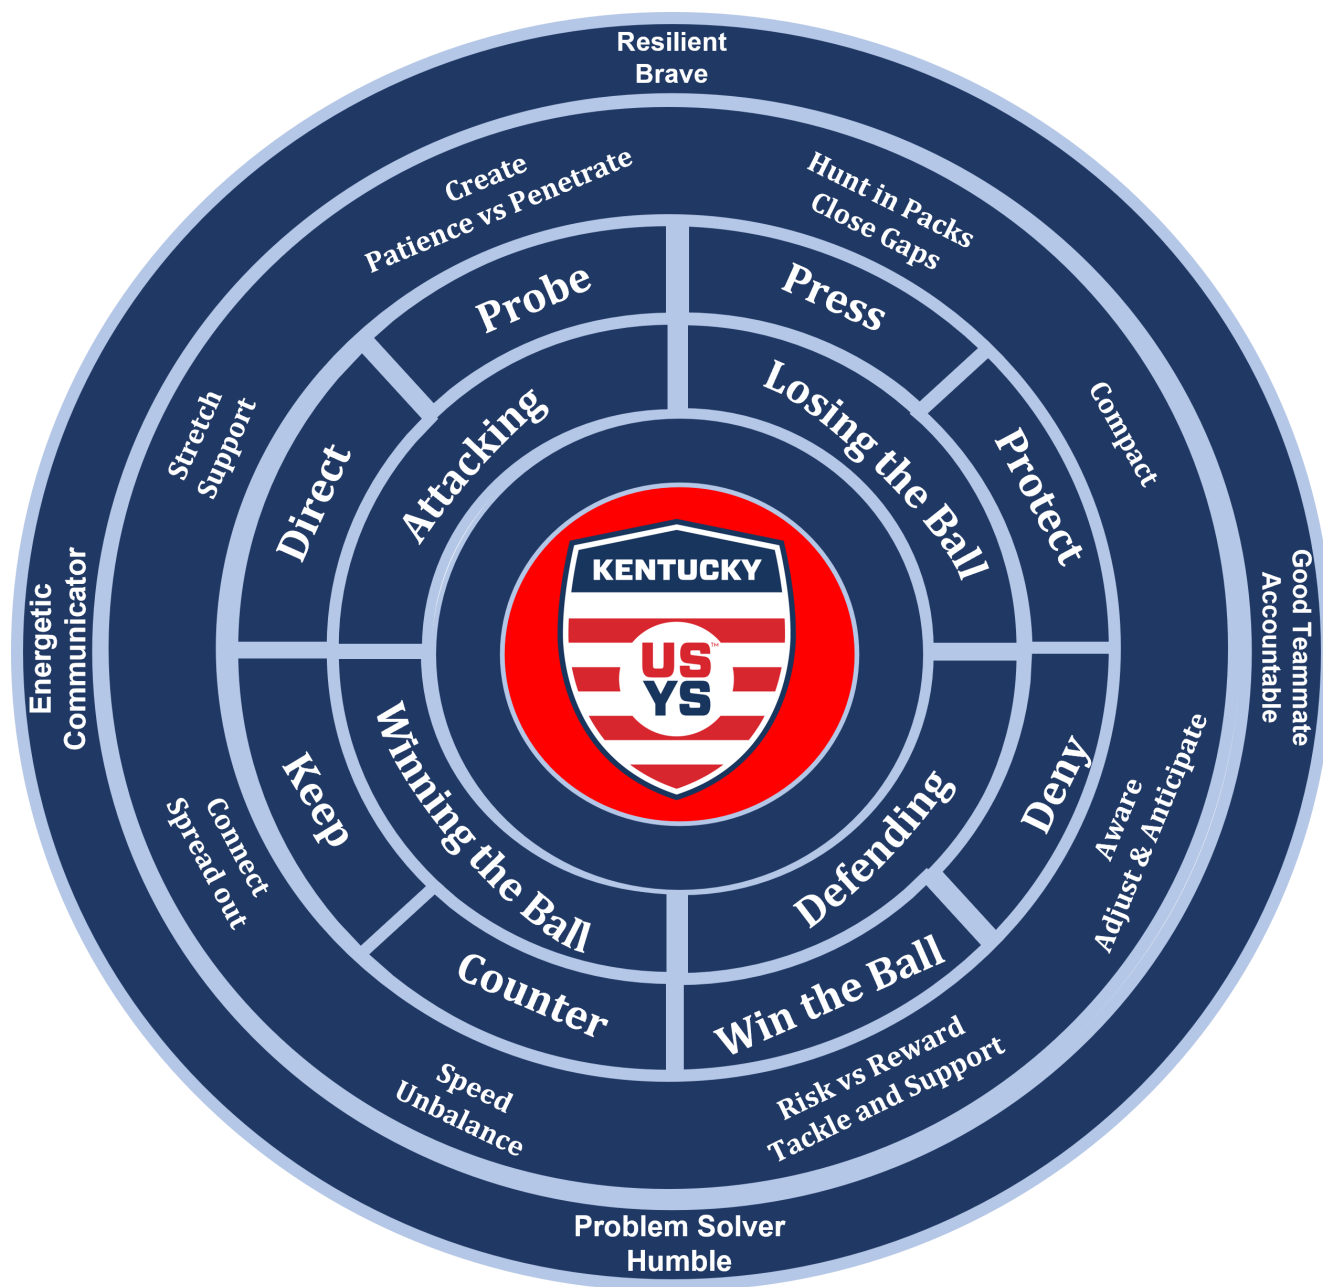 Resilient
Brave
Create
Patience vs Penetrate
Hunt in Packs
Close Gaps
Probe
Press
Stretch
Support
Direct
Attacking
Losing the Ball
Protect
Compact
Energetic
Communicator
KENTUCKY
US™
YS
Good Teammate
Accountable
Connect
Spread out
Keep
Winning the Ball
Defending
Deny
Aware
Adjust & Anticipate
Counter
Win the Ball
Speed
Unbalance
Risk vs Reward
Tackle and Support
Problem Solver
Humble